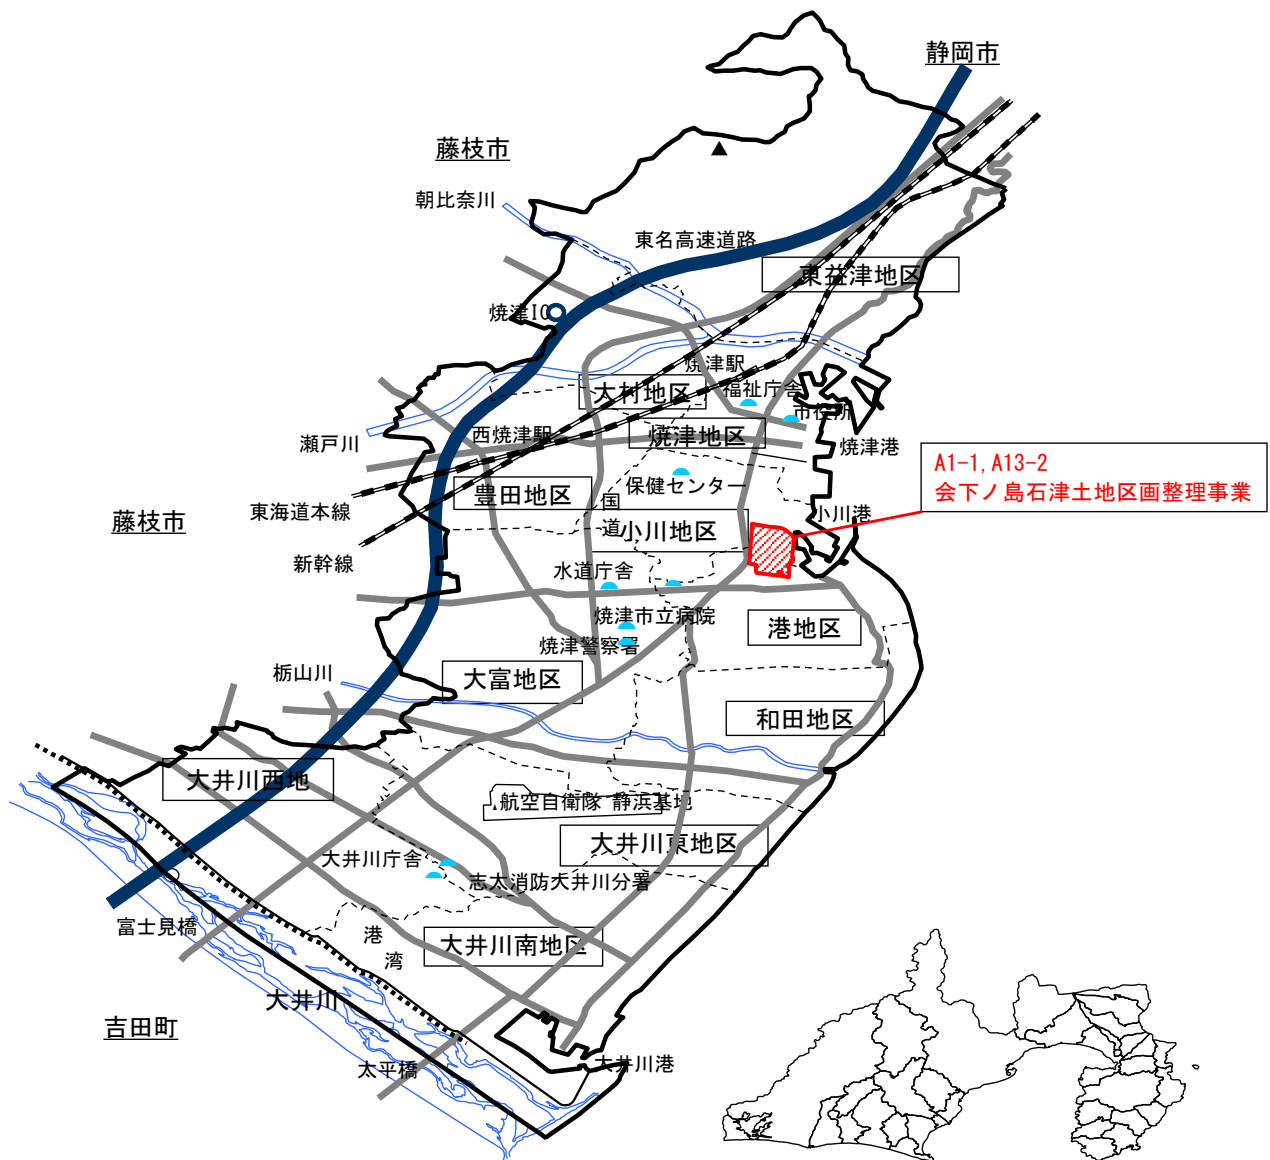 静岡市
藤枝市
朝比奈川
東名高速道路
東益津地区
焼津IC
焼津駅
大村地区
福祉庁舎
市役所
焼津地区
西焼津駅
瀬戸川
焼津港
A1-1,A13-2
会下ノ島石津土地区画整理事業
保健センター
豊田地区
国道
東海道本線
小川港
藤枝市
小川地区
新幹線
水道庁舎
焼津市立病院
港地区
焼津警察署
栃山川
大富地区
和田地区
大井川西地
航空自衛隊 静浜基地
大井川東地区
大井川庁舎
志太消防大井川分署
富士見橋
港湾
大井川南地区
大井川
吉田町
太平橋
大井川港